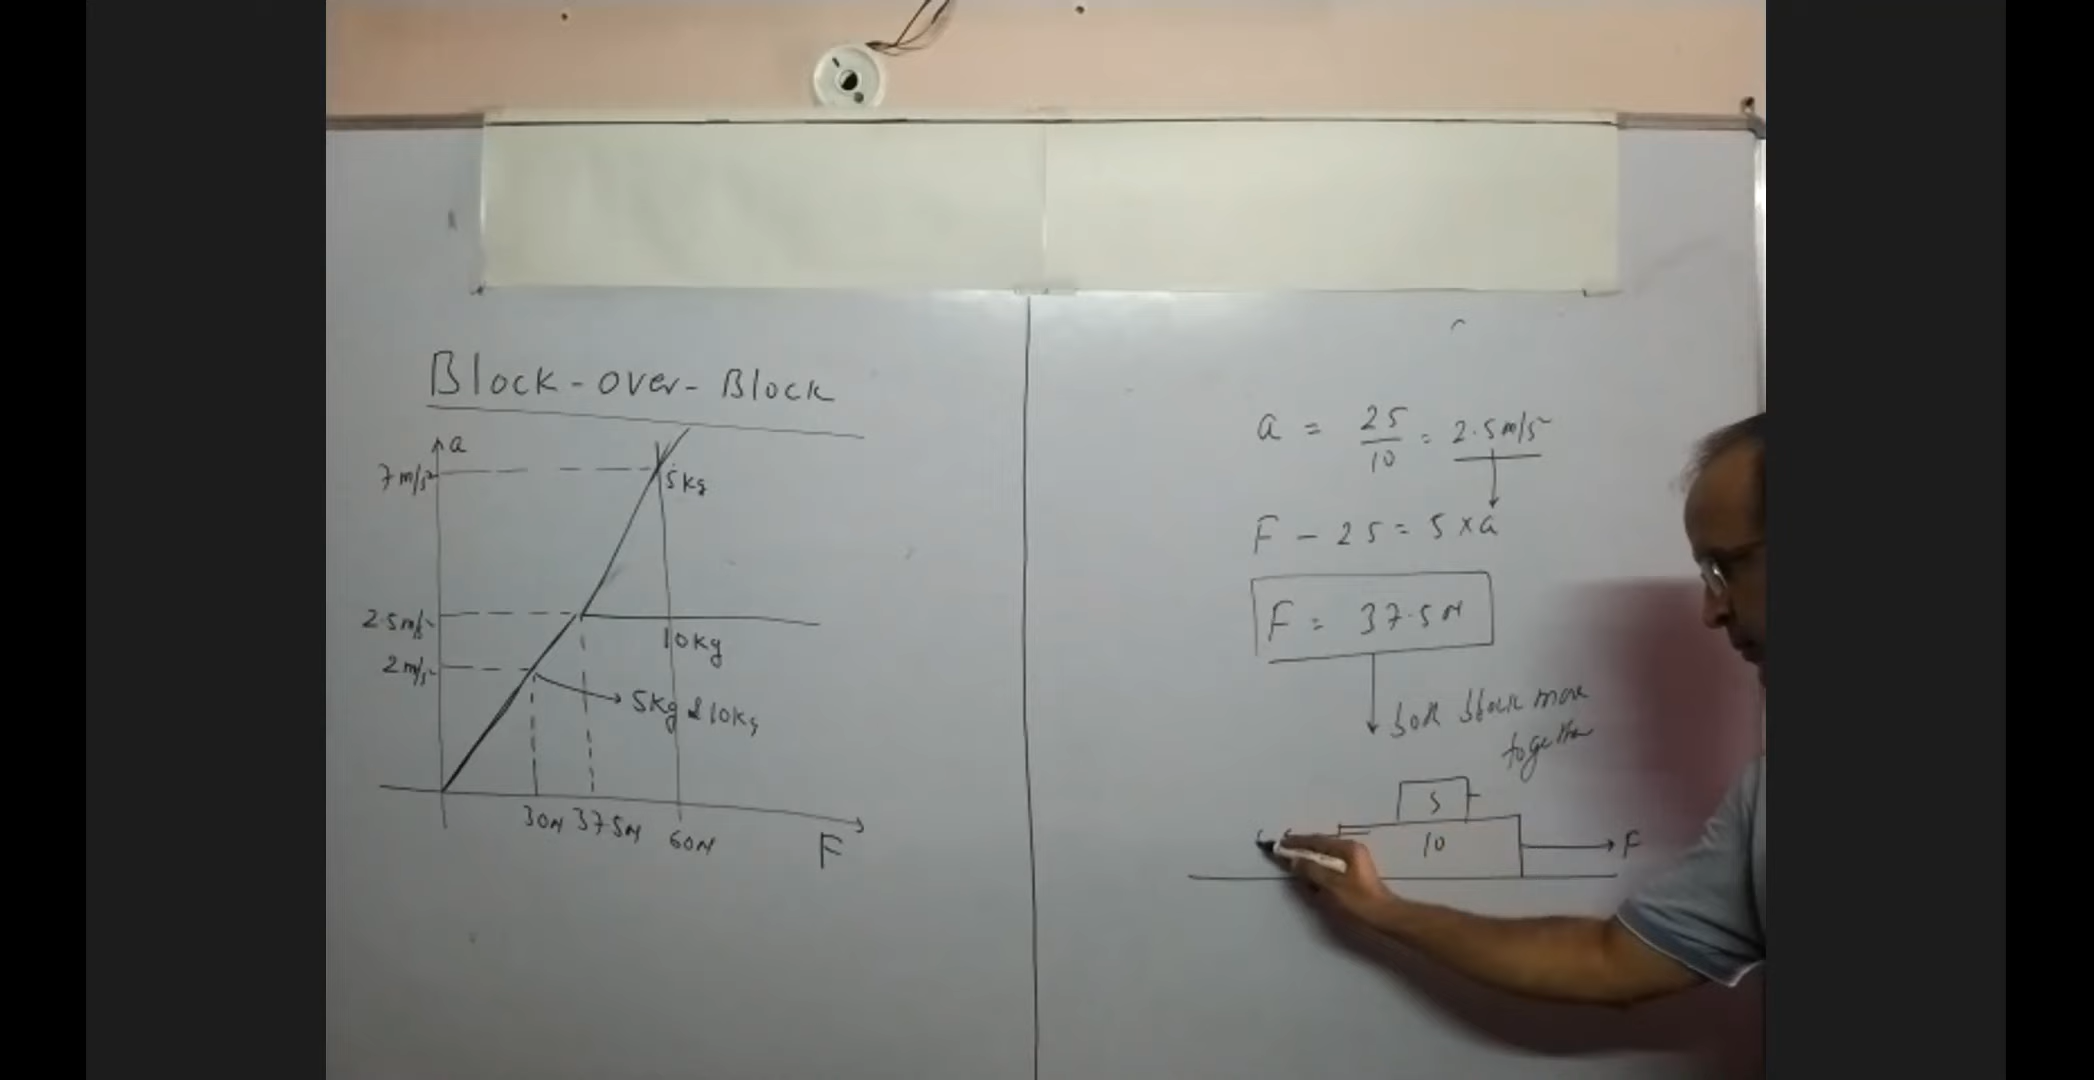 Block-over-Block
a
7 m/s²
5kg
2.5m/s²
10kg
2 m/s²
5kg & 10kg
30N 37.5N 60N
F
a = 25/10 = 2.5 m/s²
F - 25 = 5 × a
F = 37.5N
both block move
together
5
10
F